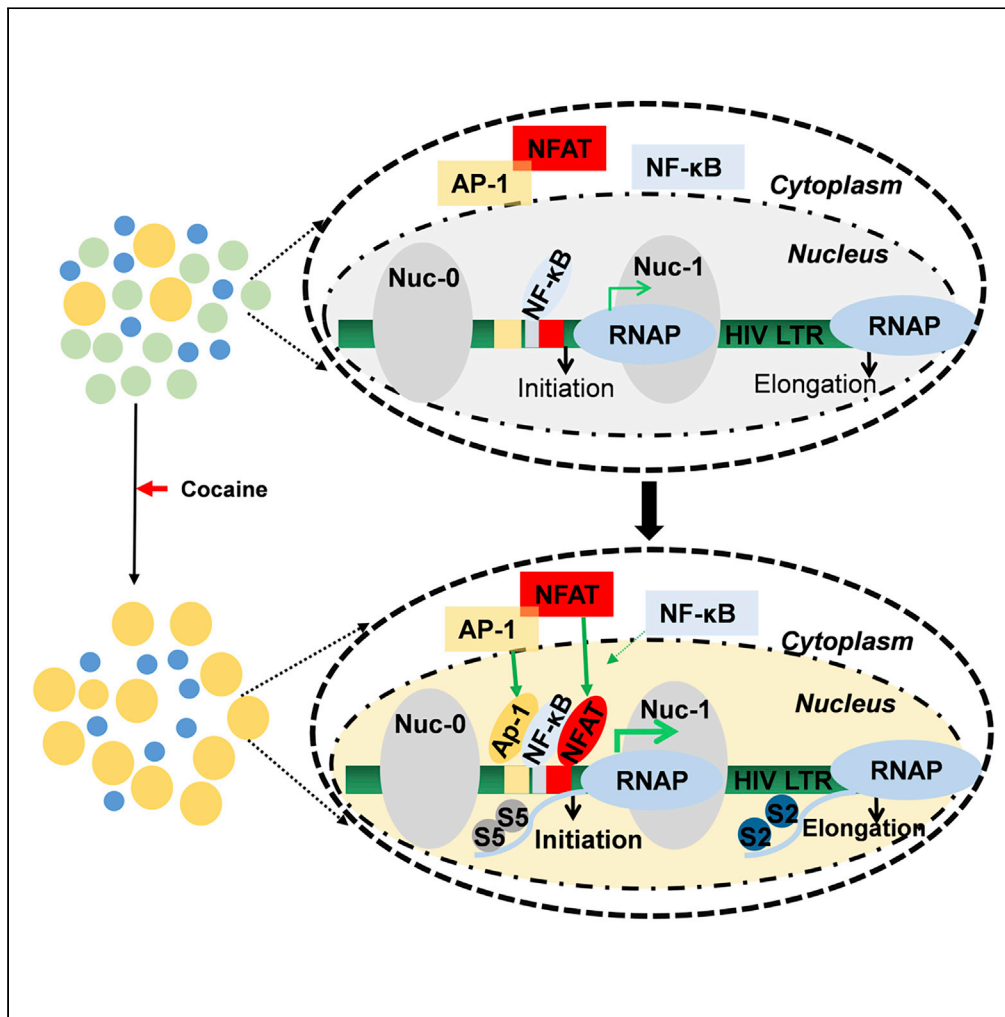 NFAT
AP-1
NF-κB
Cytoplasm
Nucleus
Nuc-0
NF-κB
Nuc-1
RNAP
HIV LTR
RNAP
Initiation
Elongation
Cocaine
NFAT
AP-1
NF-κB
Cytoplasm
Nucleus
Nuc-0
Ap-1
NF-κB
NFAT
Nuc-1
RNAP
HIV LTR
RNAP
S5
S5
Initiation
S2
S2
Elongation